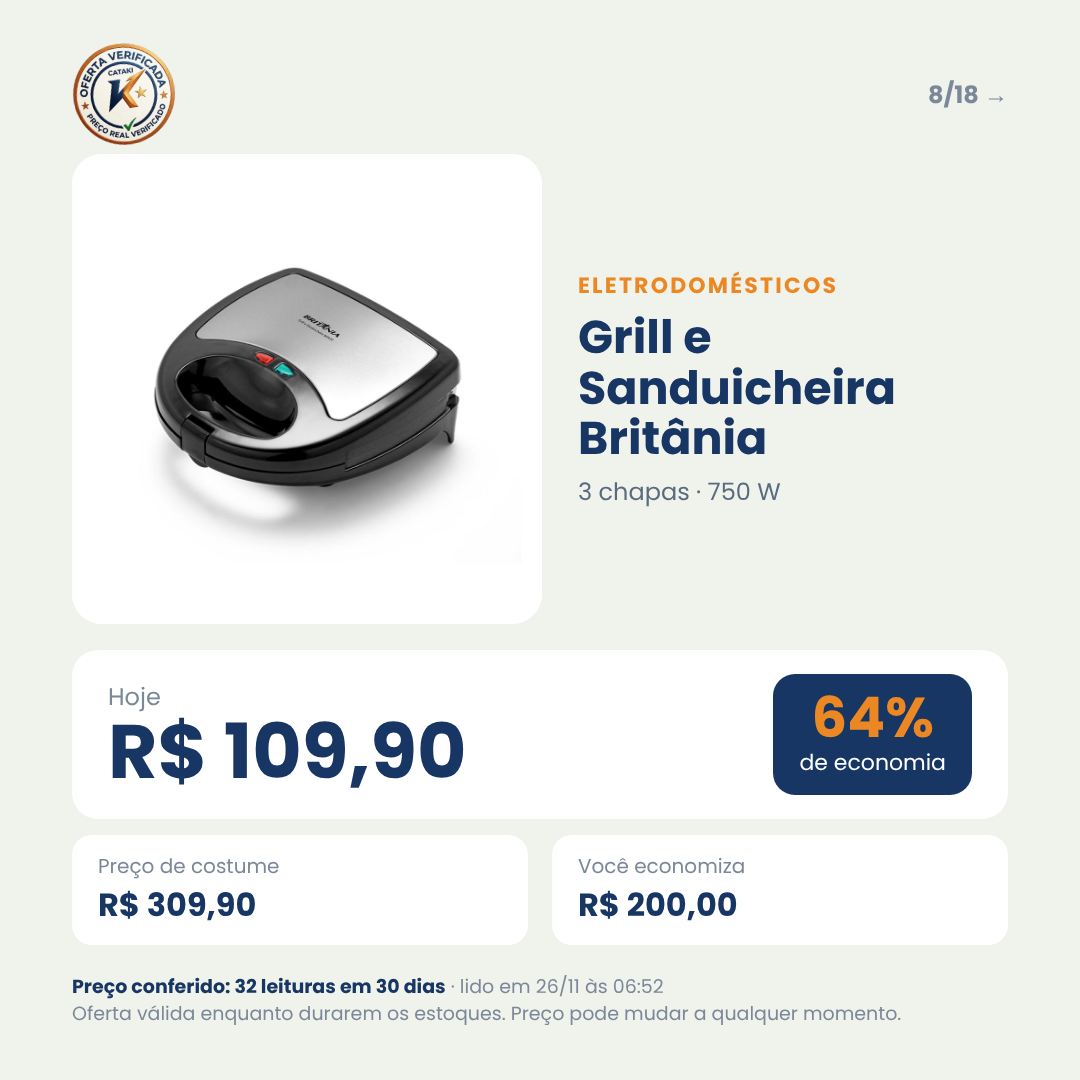 OFERTA VERIFICADA
CATAKI
K
PREÇO REAL VERIFICADO
8/18 →
BRITÂNIA
ELETRODOMÉSTICOS
Grill e
Sanduicheira
Britânia
3 chapas · 750 W
Hoje
R$ 109,90
64%
de economia
Preço de costume
R$ 309,90
Você economiza
R$ 200,00
Preço conferido: 32 leituras em 30 dias · lido em 26/11 às 06:52
Oferta válida enquanto durarem os estoques. Preço pode mudar a qualquer momento.